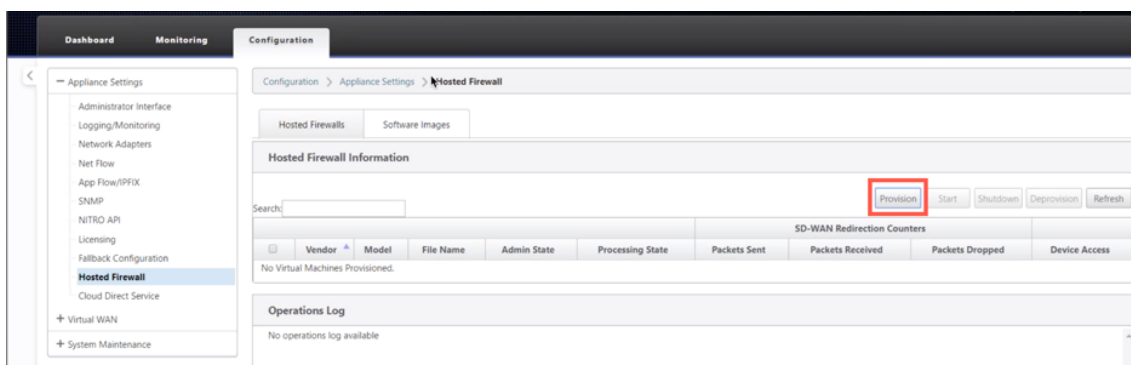 Dashboard Monitoring Configuration
Appliance Settings
Administrator Interface
Logging/Monitoring
Network Adapters
Net Flow
App Flow/IPFIX
SNMP
NITRO API
Licensing
Fallback Configuration
Hosted Firewall
Cloud Direct Service
Virtual WAN
System Maintenance
Configuration > Appliance Settings > Hosted Firewall
Hosted Firewalls Software Images
Hosted Firewall Information
Provision Start Shutdown Deprovision Refresh
Search:
SD-WAN Redirection Counters
Vendor Model File Name Admin State Processing State Packets Sent Packets Received Packets Dropped Device Access
No Virtual Machines Provisioned.
Operations Log
No operations log available